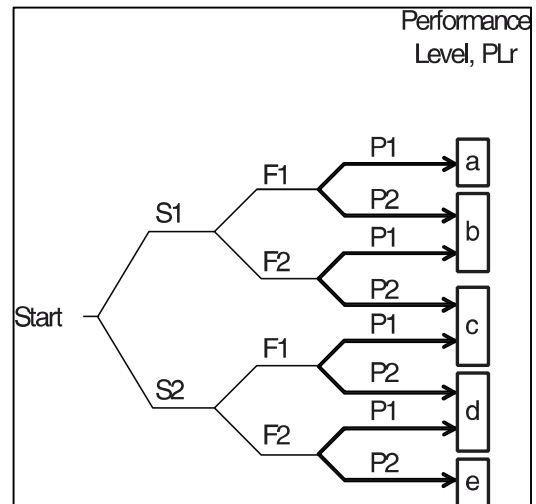 Performance
Level, PLr
P1
a
F1
P2
S1
b
P1
F2
P2
c
Start
P1
F1
P2
S2
d
P1
F2
P2
e